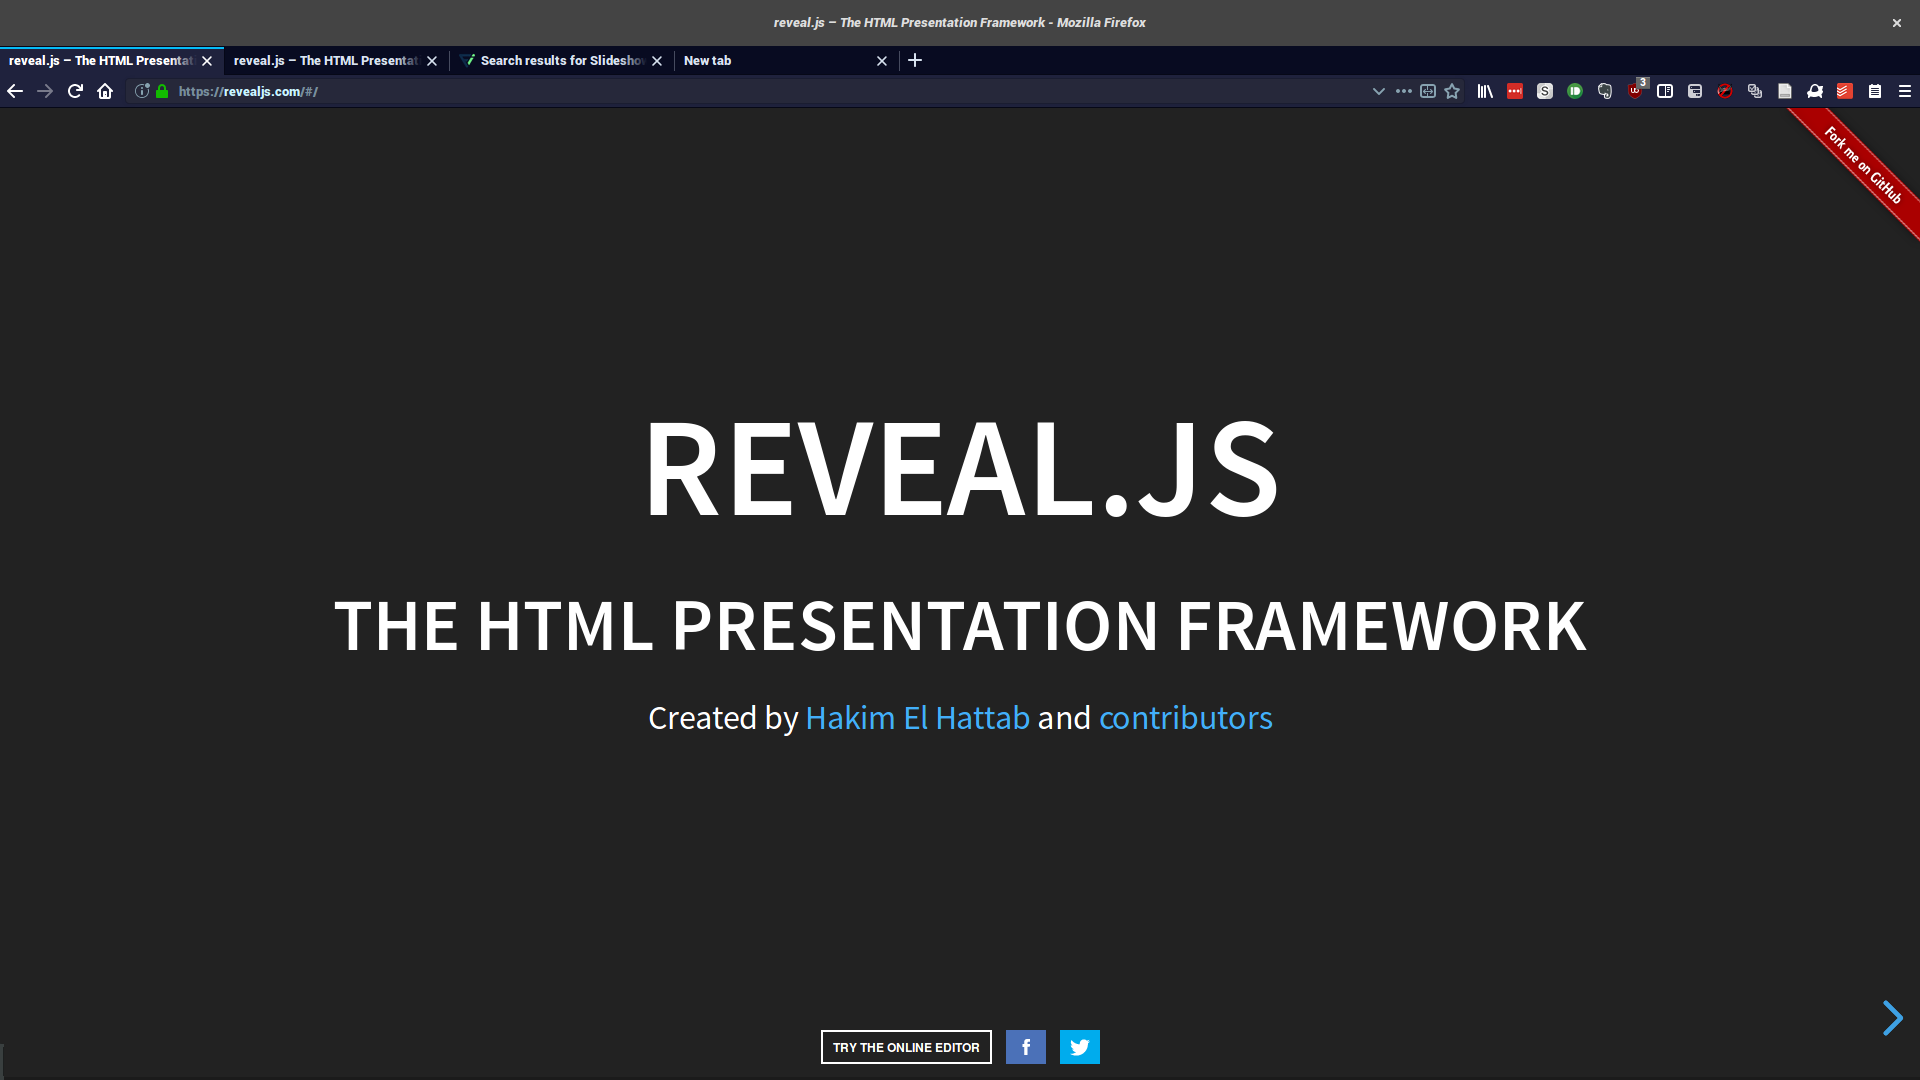 reveal.js – The HTML Presentation Framework - Mozilla Firefox
reveal.js – The HTML Presentat
reveal.js – The HTML Presentat
Search results for Slidesho
New tab
https://revealjs.com/#/
S
3
Fork me on GitHub
REVEAL.JS
THE HTML PRESENTATION FRAMEWORK
Created by Hakim El Hattab and contributors
TRY THE ONLINE EDITOR
f